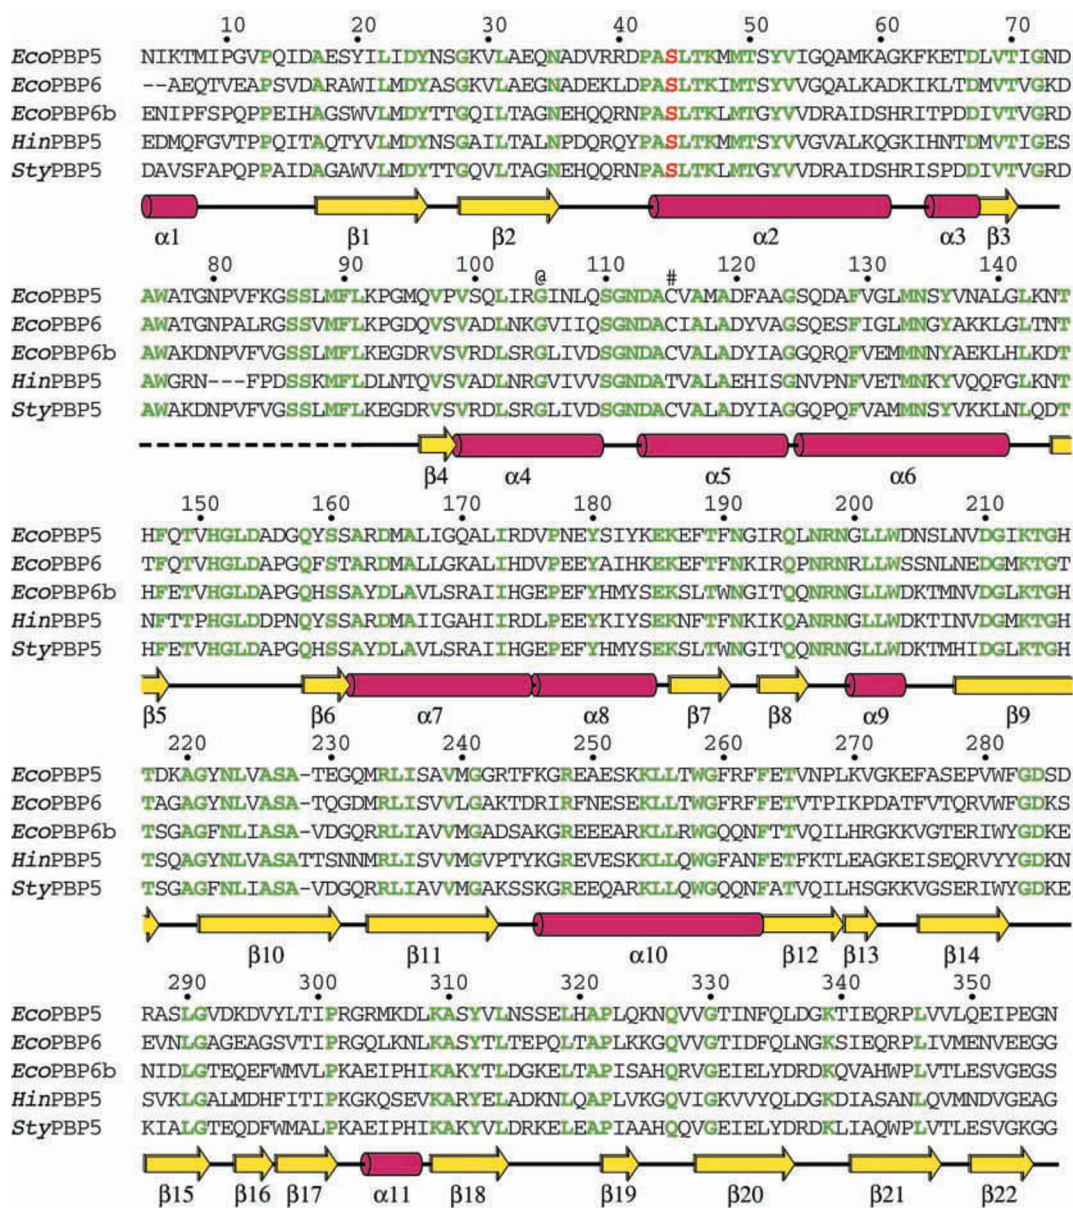 10 20 30 40 50 60 70
EcoPBP5 NIKTMIPGVPQIDAESYILIDYNSGKVLAEQNADVRRDPASLTKMMTSYVIGQAMKAGKFKETDLVTIGND
EcoPBP6 --AEQTVEAPSVDARAWILMDYASGKVLAEGNADEKLDPASLTKIMTSYVVGQALKADKIKLTDMVTVGKD
EcoPBP6b ENIPFSPQPPEIHAGSWVLMDYTTGQILTAGNEHQQRNPASLTKLMTGYVVDRAIDSHRITPDDIVTVGRD
HinPBP5 EDMQFGVTPPQITAQTYVLMDYNSGAILTALNPDQRQYPASLTKMMTSYVVGVALKQGKIHNTDMVTIGES
StyPBP5 DAVSFAPQPPAIDAGAWVLMDYTTGQVLTAGNEHQQRNPASLTKLMTGYVVDRAIDSHRISPDDIVTVGRD
α1 β1 β2 α2 α3 β3
80 90 100 @ 110 # 120 130 140
EcoPBP5 AWATGNPVFKGSSLMFLKPGMQVPVSQLIRGINLQSGNDACVAMADFAAGSQDAFVGLMNSYVNALGLKNT
EcoPBP6 AWATGNPALRGSSVMFLKPGDQVSVADLNKGVIIQSGNDACIALADYVAGSQESFIGLMNGYAKKLGLTNT
EcoPBP6b AWAKDNPVFVGSSLMFLKEGDRVSVRDLSRGLIVDSGNDACVALADYIAGGQRQFVEMMNNYAEKLHLKDT
HinPBP5 AWGRN---FPDSSKMFLDLNTQVSVADLNRGVIVVSGNDATVALAEHISGNVPNFVETMNKYVQQFGLKNT
StyPBP5 AWAKDNPVFVGSSLMFLKEGDRVSVRDLSRGLIVDSGNDACVALADYIAGGQPQFVAMMNSYVKKLNLQDT
β4 α4 α5 α6
150 160 170 180 190 200 210
EcoPBP5 HFQTVHGLDADGQYSSARDMALIGQALIRDVPNEYSIYKEKEFTFNGIRQLNRNGLLWDNSLNVDGIKTGH
EcoPBP6 TFQTVHGLDAPGQFSTARDMALLGKALIHDVPEEYAIHKEKEFTFNKIRQPNRNRLLWSSNLNEDGMKTGT
EcoPBP6b HFETVHGLDAPGQHSSAYDLAVLSRAIIHGEPEFYHMYSEKSLTWNGITQQNRNGLLWDKTMNVDGLKTGH
HinPBP5 NFTTPHGLDDPNQYSSARDMAIIGAHIIRDLPEEYKIYSEKNFTFNKIKQANRNGLLWDKTINVDGMKTGH
StyPBP5 HFETVHGLDAPGQHSSAYDLAVLSRAIIHGEPEFYHMYSEKSLTWNGITQQNRNGLLWDKTMHIDGLKTGH
β5 β6 α7 α8 β7 β8 α9 β9
220 230 240 250 260 270 280
EcoPBP5 TDKAGYNLVASA-TEGQMRLISAVMGGRTFKGREAESKKLLTWGFRFFETVNPLKVGKEFASEPVWFGDSD
EcoPBP6 TAGAGYNLVASA-TQGDMRLISVVLGAKTDRIRFNESEKLLTWGFRFFETVTPIKPDATFVTQRVWFGDKS
EcoPBP6b TSGAGFNLIASA-VDGQRRLIAVVMGADSAKGREEEARKLLRWGQQNFTTVQILHRGKKVGTERIWYGDKE
HinPBP5 TSQAGYNLVASATTSNNMRLISVVMGVPTYKGREVESKKLLQWGFANFETFKTLEAGKEISEQRVYYGDKN
StyPBP5 TSGAGFNLIASA-VDGQRRLIAVVMGAKSSKGREEQARKLLQWGQQNFATVQILHSGKKVGSERIWYGDKE
β10 β11 α10 β12 β13 β14
290 300 310 320 330 340 350
EcoPBP5 RASLGVDKDVYLTIPRGRMKDLKASYVLNSSELHAPLQKNQVVGTINFQLDGKTIEQRPLVVLQEIPEGN
EcoPBP6 EVNLGAGEAGSVTIPRGQLKNLKASYTLTEPQLTAPLKKGQVVGTIDFQLNGKSIEQRPLIVMENVEEGG
EcoPBP6b NIDLGTEQEFWMVLPKAEIPHIKAKYTLDGKELTAPISAHQRVGEIELYDRDKQVAHWPLVTLESVGEGS
HinPBP5 SVKLGALMDHFITIPKGKQSEVKARYELADKNLQAPLVKGQVIGKVVYQLDGKDIASANLQVMNDVGEAG
StyPBP5 KIALGTEQDFWMALPKAEIPHIKAKYVLDRKELEAPIAAHQQVGEIELYDRDKLIAQWPLVTLESVGKGG
β15 β16 β17 α11 β18 β19 β20 β21 β22